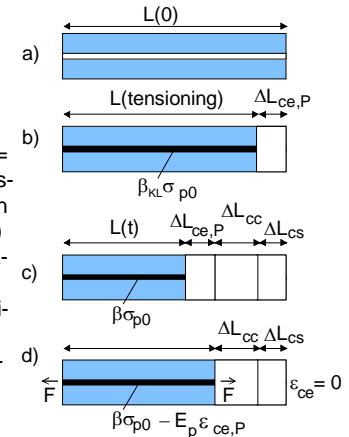 L(0)
a)
L(tensioning) ΔL_ce,P
b)
β_KL σ_p0
L(t) ΔL_ce,P ΔL_cc ΔL_cs
c)
βσ_p0
ΔL_cc ΔL_cs
d)
F F ε_ce = 0
βσ_p0 − E_p ε_ce,P
=
s-
n
)
-
i-